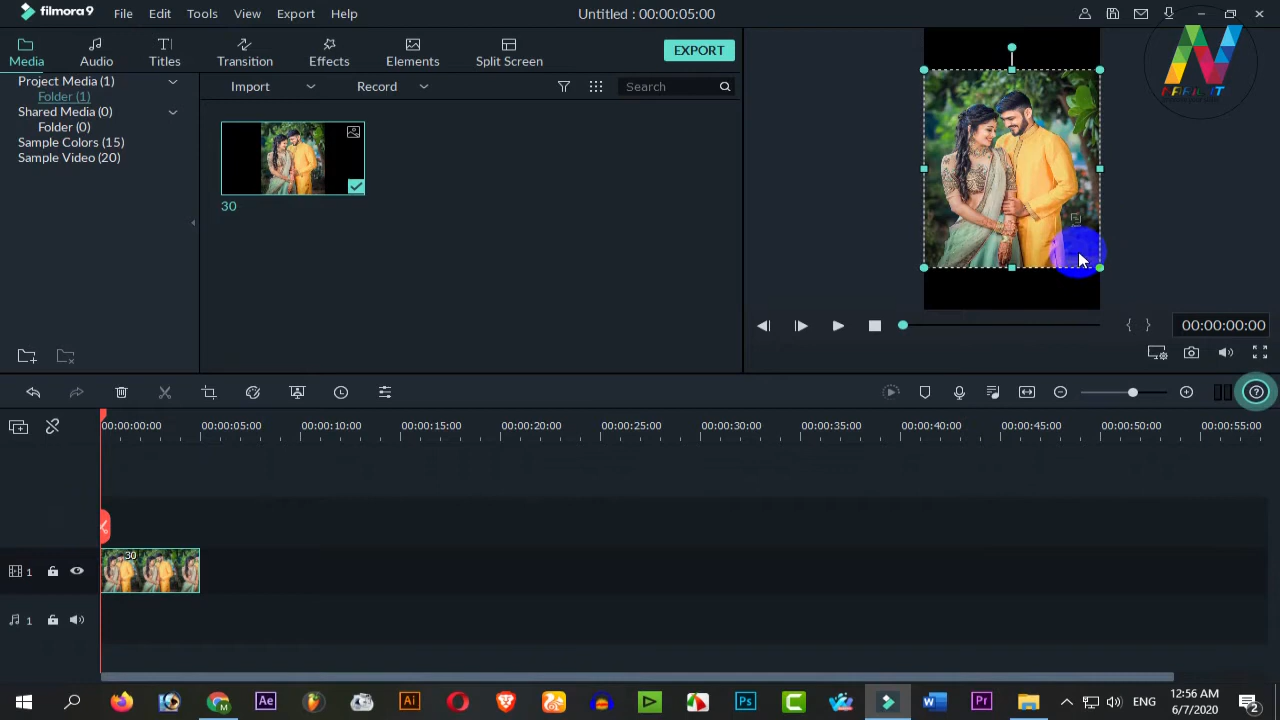 filmora9
File Edit Tools View Export Help
Untitled : 00:00:05:00
Media Audio Titles Transition Effects Elements Split Screen
EXPORT
Project Media (1)
Folder (1)
Shared Media (0)
Folder (0)
Sample Colors (15)
Sample Video (20)
Import Record Search
30
00:00:00:00
00:00:00:00 00:00:05:00 00:00:10:00 00:00:15:00 00:00:20:00 00:00:25:00 00:00:30:00 00:00:35:00 00:00:40:00 00:00:45:00 00:00:50:00 00:00:55:00
30
1
1
Ae Ai Ps Pr
ENG
12:56 AM
6/7/2020
2